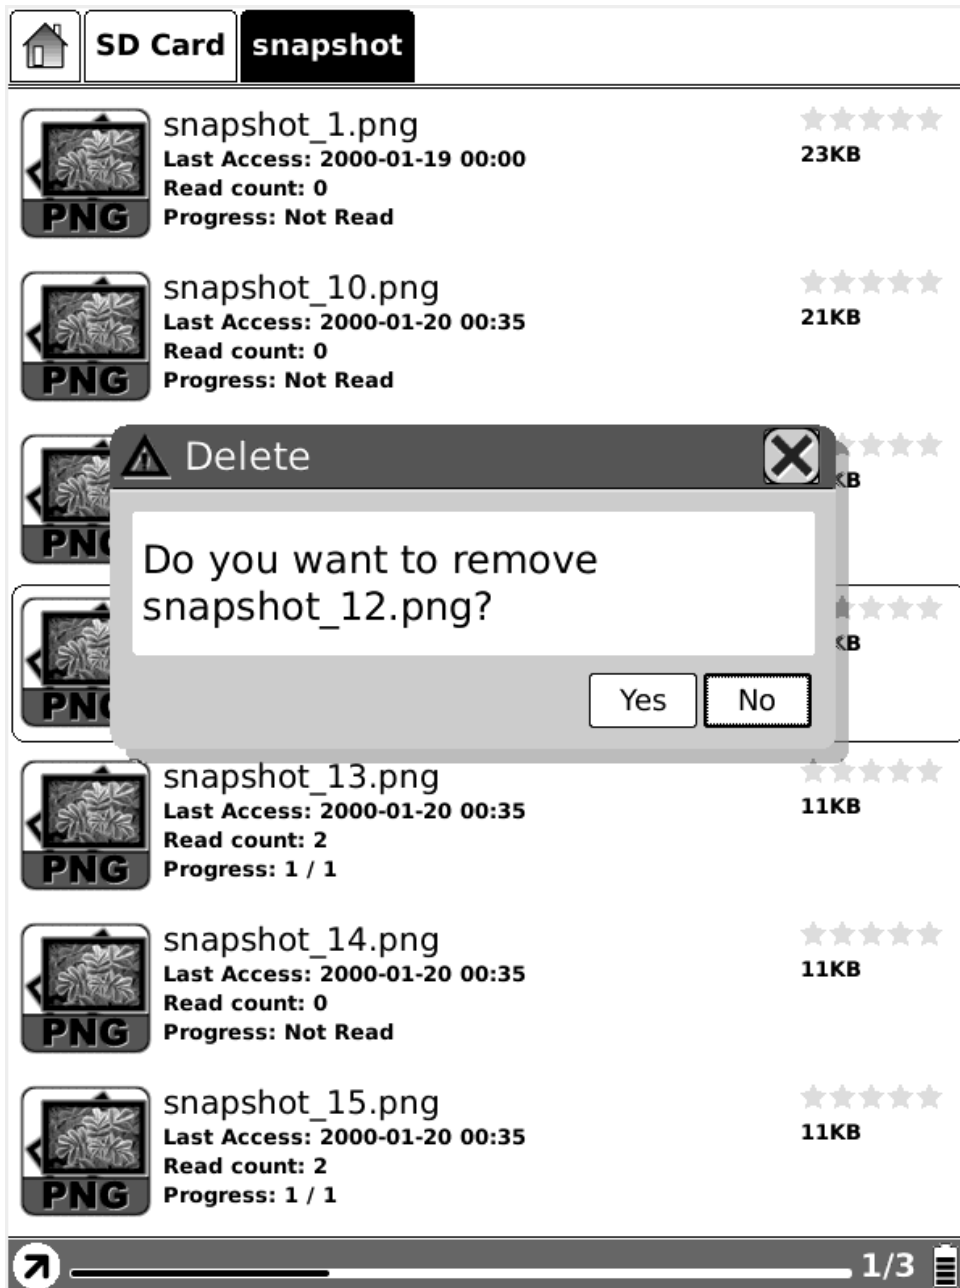 SD Card snapshot
snapshot_1.png
23KB
Last Access: 2000-01-19 00:00
Read count: 0
Progress: Not Read
PNG
snapshot_10.png
21KB
Last Access: 2000-01-20 00:35
Read count: 0
Progress: Not Read
PNG
Delete
KB
Do you want to remove
snapshot_12.png?
KB
Yes No
snapshot_13.png
11KB
Last Access: 2000-01-20 00:35
Read count: 2
Progress: 1 / 1
PNG
snapshot_14.png
11KB
Last Access: 2000-01-20 00:35
Read count: 0
Progress: Not Read
PNG
snapshot_15.png
11KB
Last Access: 2000-01-20 00:35
Read count: 2
Progress: 1 / 1
PNG
1/3